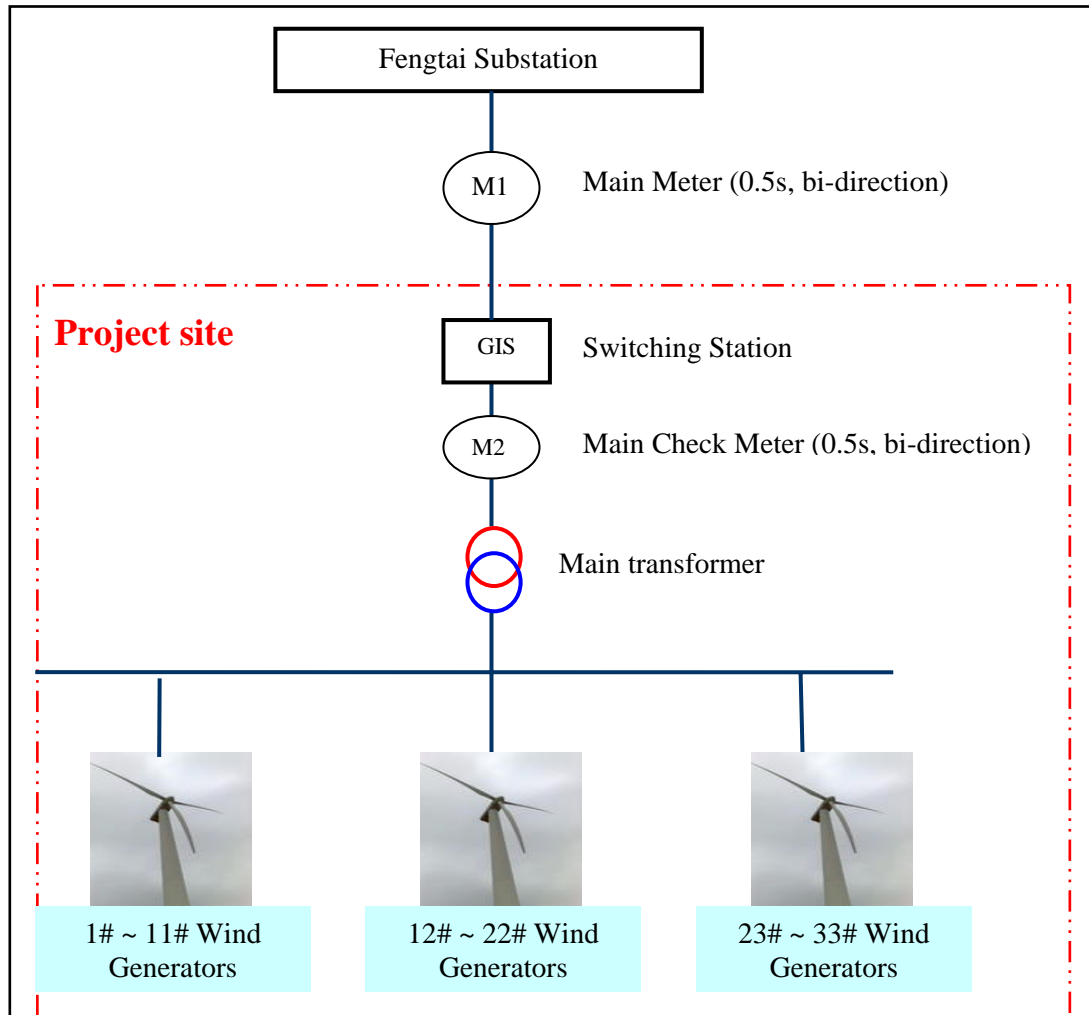 Fengtai Substation
M1
Main Meter (0.5s, bi-direction)
Project site
GIS
Switching Station
M2
Main Check Meter (0.5s, bi-direction)
Main transformer
1# ~ 11# Wind
Generators
12# ~ 22# Wind
Generators
23# ~ 33# Wind
Generators